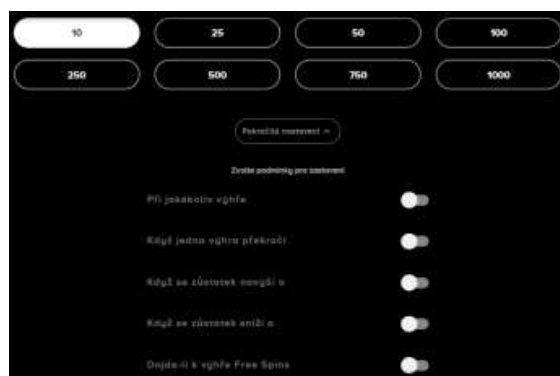 10 25 50 100
250 500 750 1000
Pokročilé nastavení
Zvolte podmínky pro zastavení
Při jakékoliv výhře
Když jedna výhra překročí
Když se zůstatek navýší o
Když se zůstatek sníží o
Dojde-li k výhře Free Spins